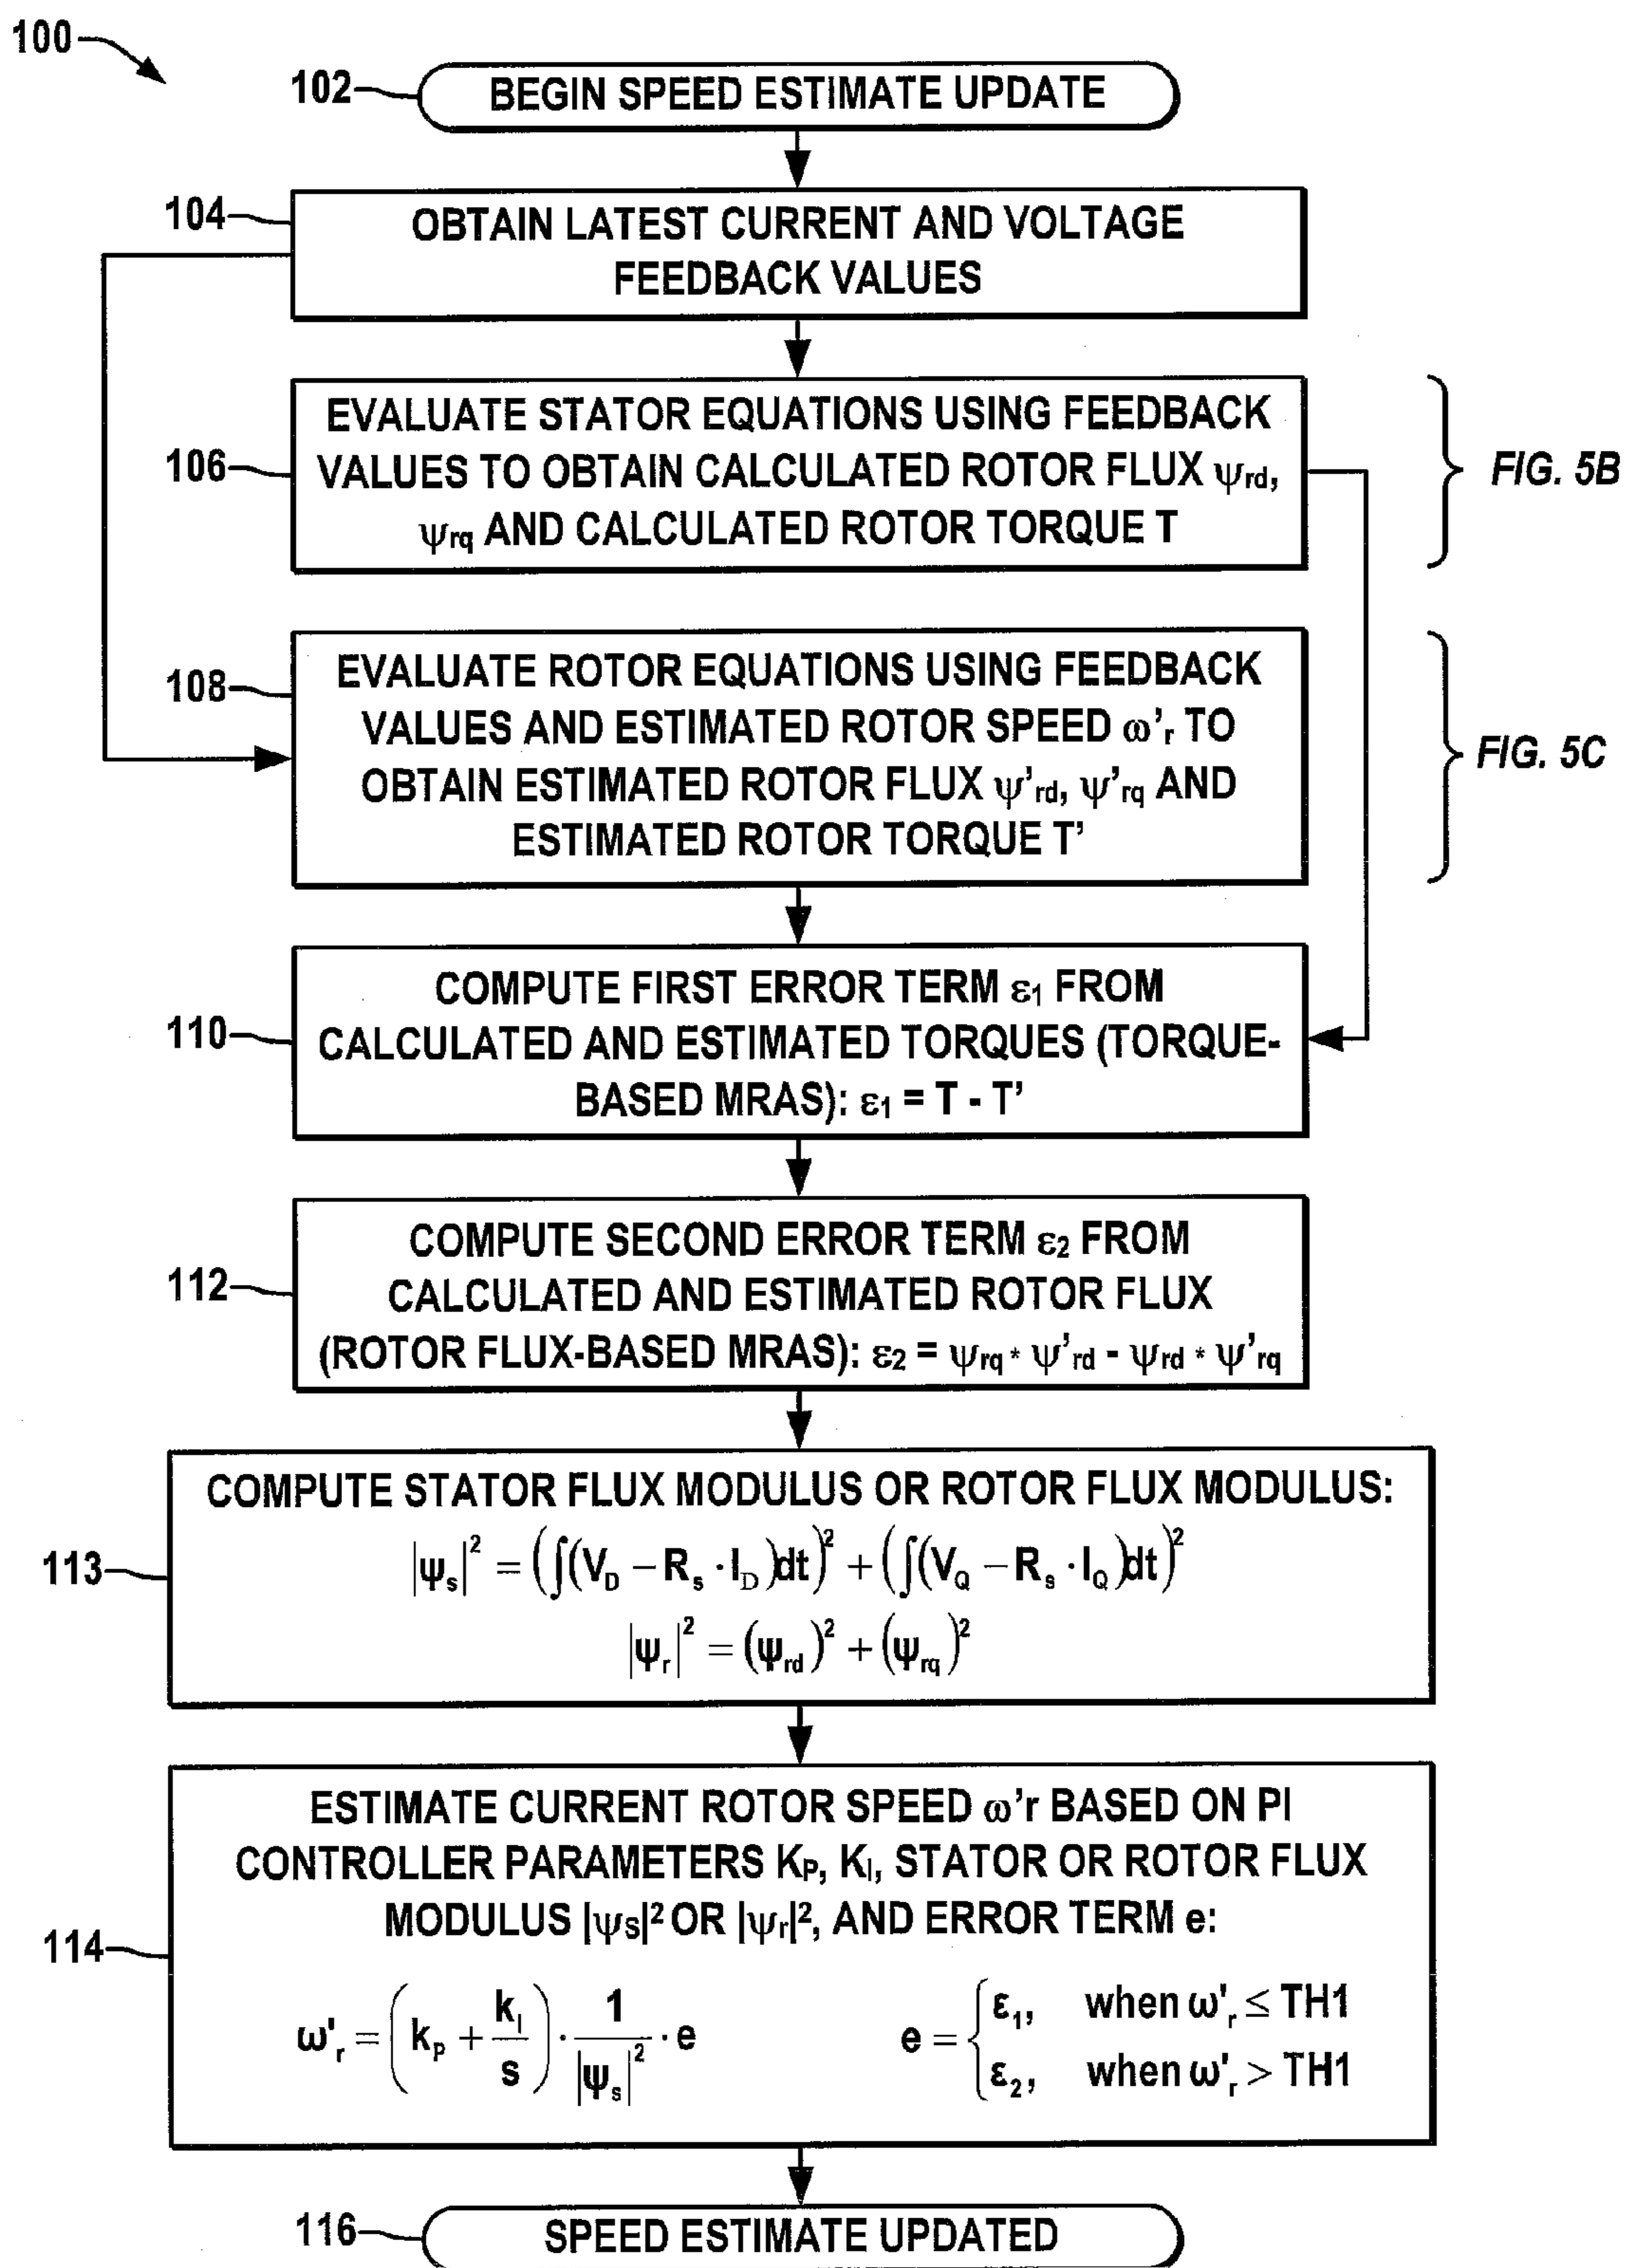 100
102
BEGIN SPEED ESTIMATE UPDATE
104
OBTAIN LATEST CURRENT AND VOLTAGE
FEEDBACK VALUES
106
EVALUATE STATOR EQUATIONS USING FEEDBACK
VALUES TO OBTAIN CALCULATED ROTOR FLUX ψrd,
ψrq AND CALCULATED ROTOR TORQUE T
FIG. 5B
108
EVALUATE ROTOR EQUATIONS USING FEEDBACK
VALUES AND ESTIMATED ROTOR SPEED ω'r TO
OBTAIN ESTIMATED ROTOR FLUX ψ'rd, ψ'rq AND
ESTIMATED ROTOR TORQUE T'
FIG. 5C
110
COMPUTE FIRST ERROR TERM ε1 FROM
CALCULATED AND ESTIMATED TORQUES (TORQUE-
BASED MRAS): ε1 = T - T'
112
COMPUTE SECOND ERROR TERM ε2 FROM
CALCULATED AND ESTIMATED ROTOR FLUX
(ROTOR FLUX-BASED MRAS): ε2 = ψrq * ψ'rd - ψrd * ψ'rq
113
COMPUTE STATOR FLUX MODULUS OR ROTOR FLUX MODULUS:
|ψs|² = (∫(VD – Rs · ID)dt)² + (∫(VQ – Rs · IQ)dt)²
|ψr|² = (ψrd)² + (ψrq)²
114
ESTIMATE CURRENT ROTOR SPEED ω'r BASED ON PI
CONTROLLER PARAMETERS KP, KI, STATOR OR ROTOR FLUX
MODULUS |ψS|² OR |ψr|², AND ERROR TERM e:
ω'r = (kP + kI/s) · 1/|ψs|² · e
e = { ε1, when ω'r ≤ TH1
ε2, when ω'r > TH1
116
SPEED ESTIMATE UPDATED